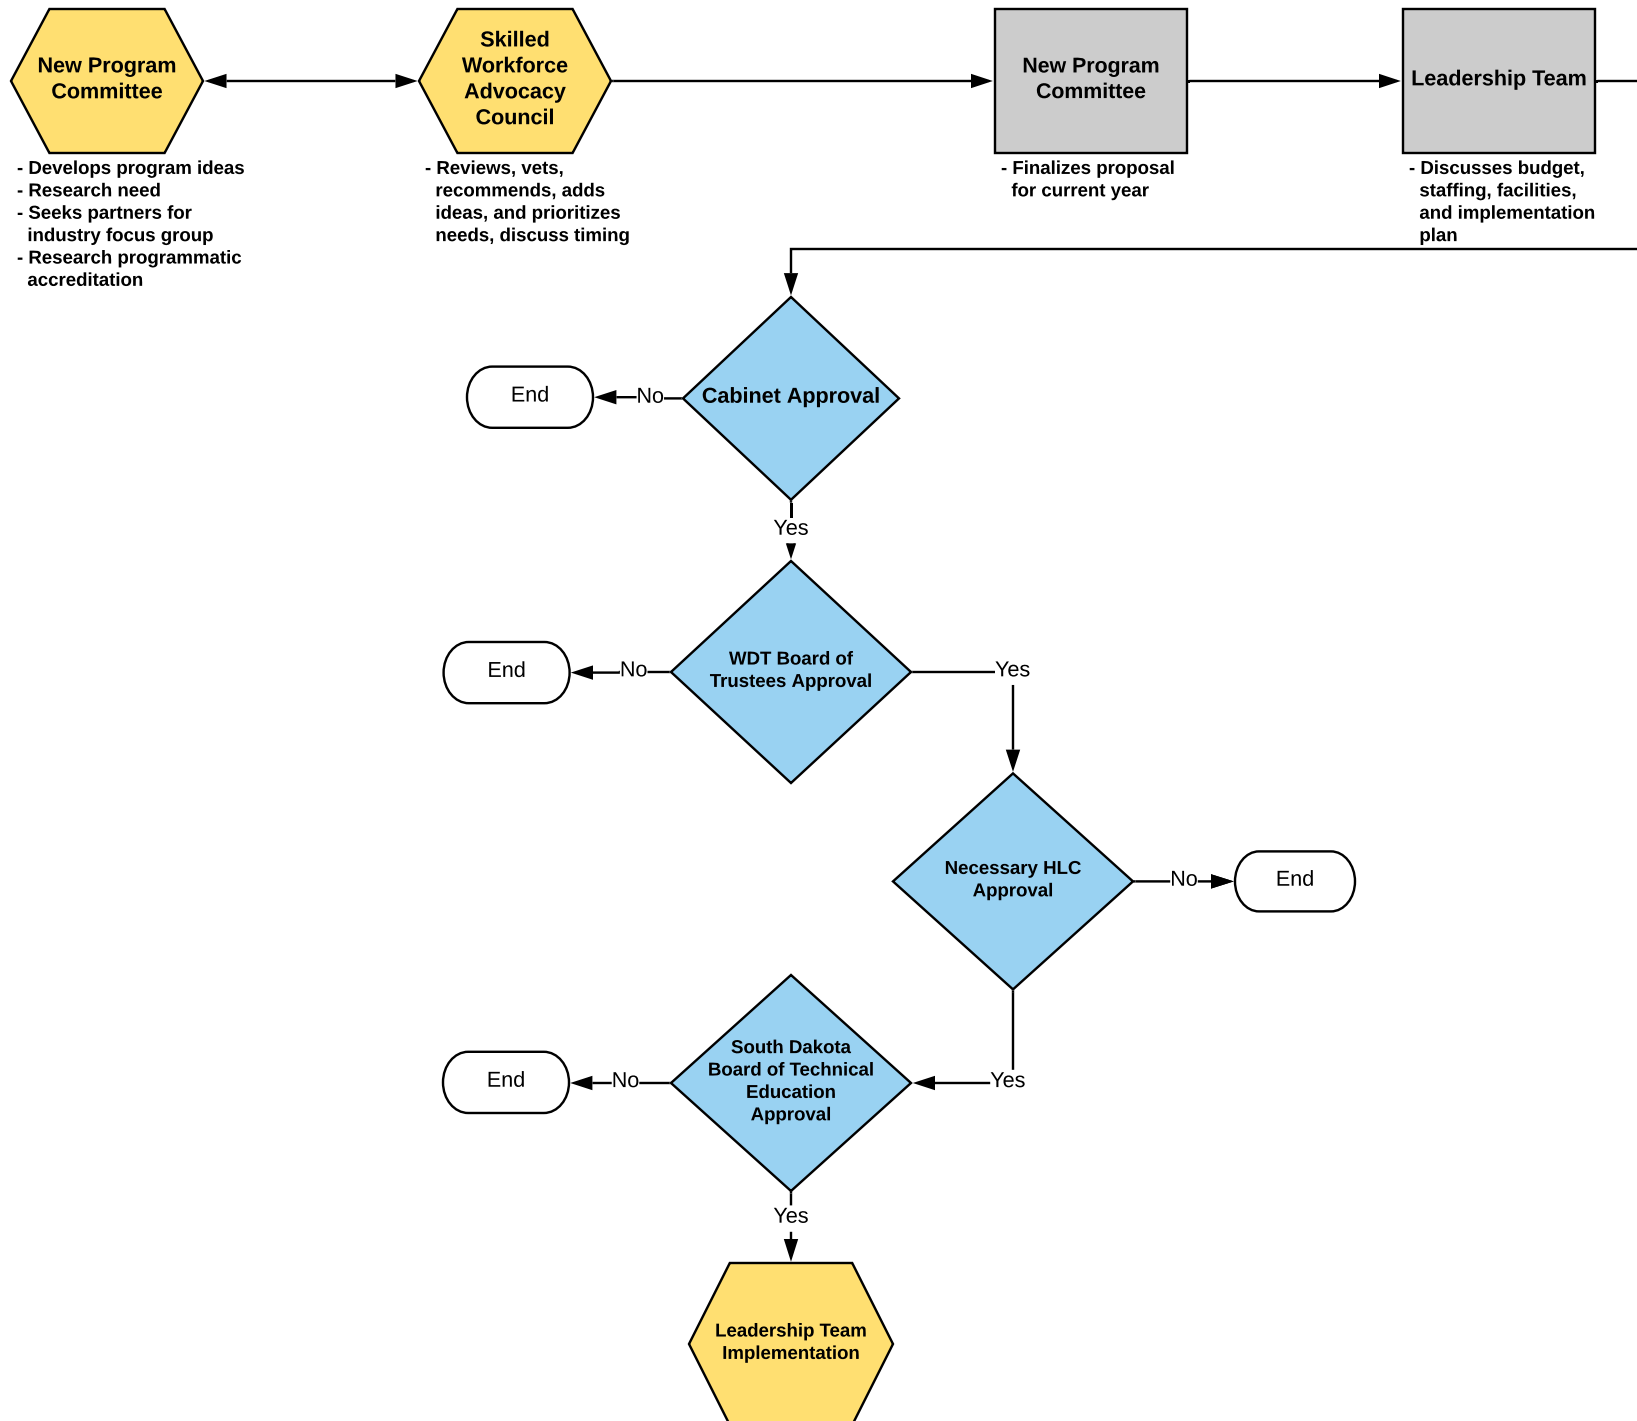 New Program
Committee
Skilled
Workforce
Advocacy
Council
New Program
Committee
Leadership Team
- Develops program ideas
- Research need
- Seeks partners for
industry focus group
- Research programmatic
accreditation
- Reviews, vets,
recommends, adds
ideas, and prioritizes
needs, discuss timing
- Finalizes proposal
for current year
- Discusses budget,
staffing, facilities,
and implementation
plan
End
No
Cabinet Approval
Yes
End
No
WDT Board of
Trustees Approval
Yes
Necessary HLC
Approval
No
End
End
No
South Dakota
Board of Technical
Education
Approval
Yes
Yes
Leadership Team
Implementation